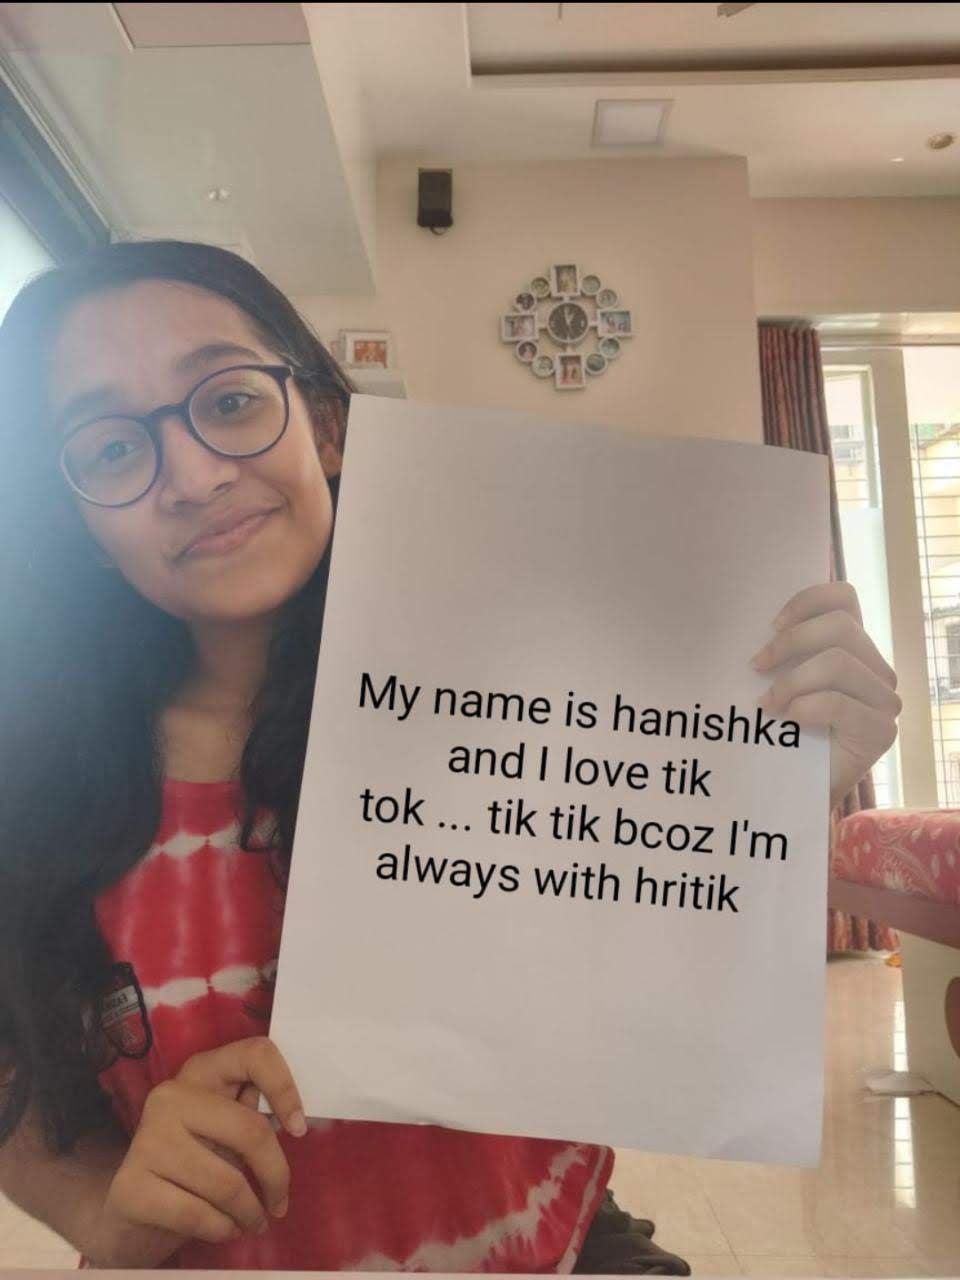 My name is hanishka
and I love tik
tok ... tik tik bcoz I'm
always with hritik